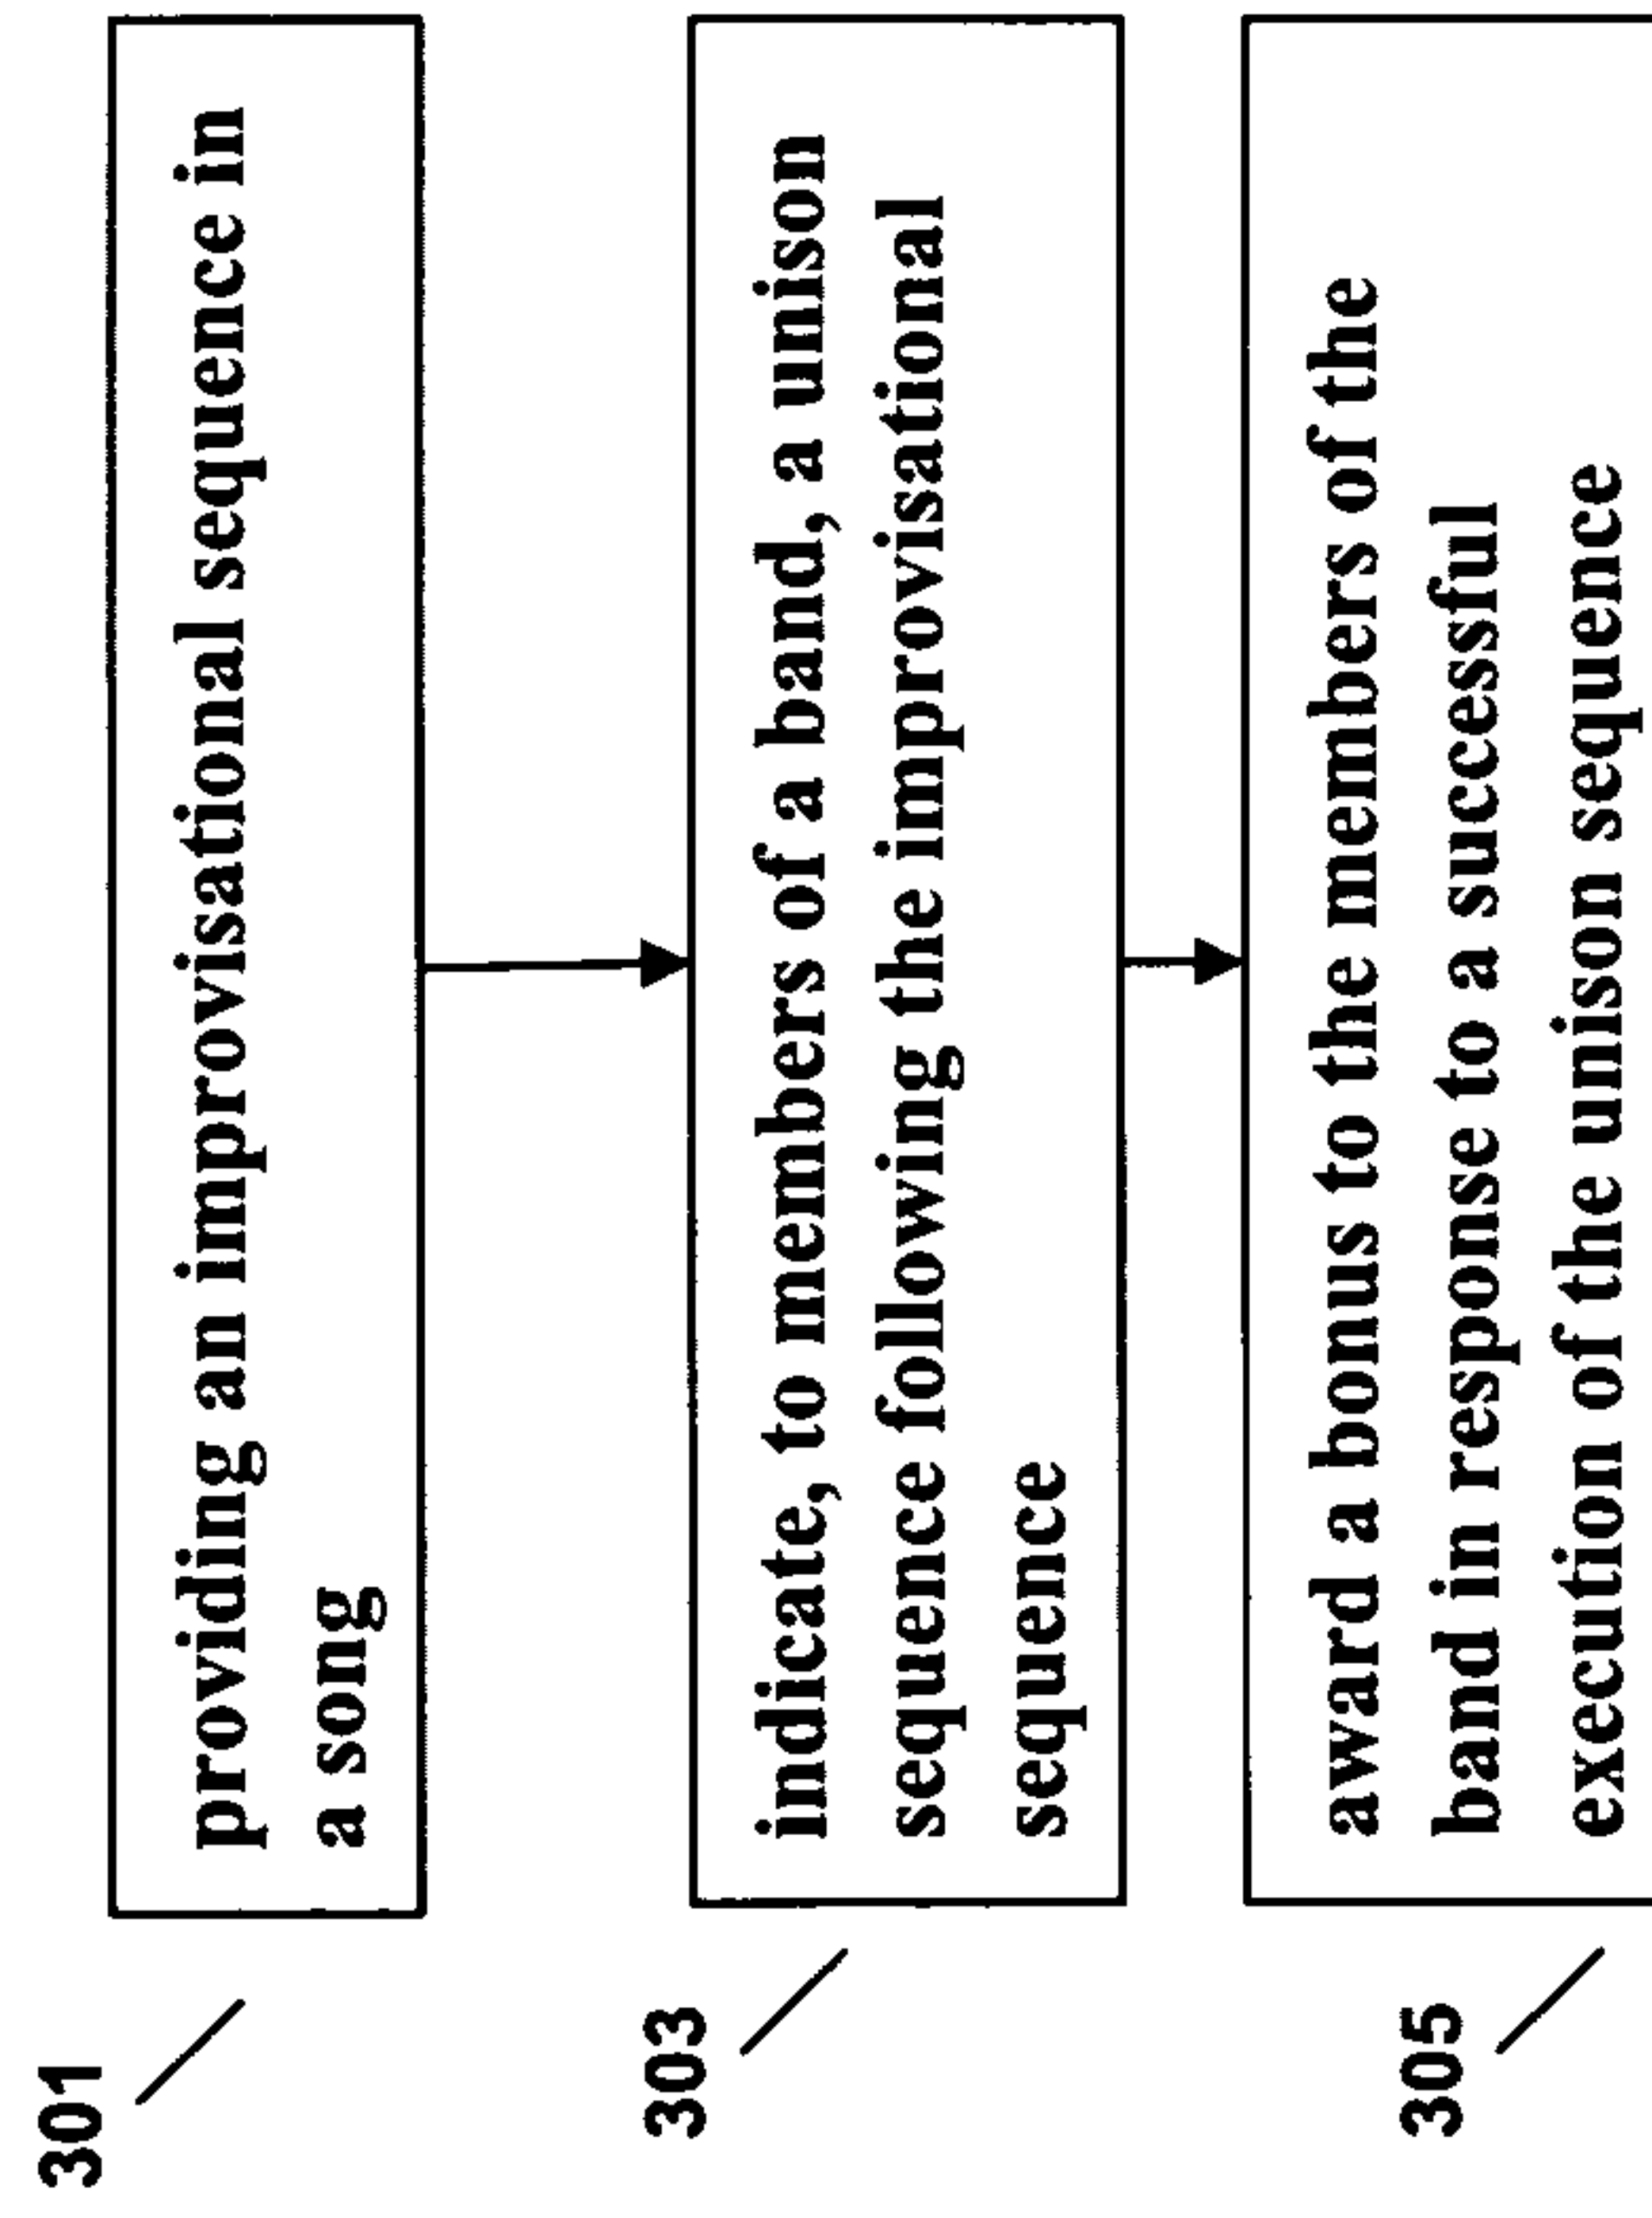 301
providing an improvisational sequence in
a song
303
indicate, to members of a band, a unison
sequence following the improvisational
sequence
305
award a bonus to the members of the
band in response to a successful
execution of the unison sequence